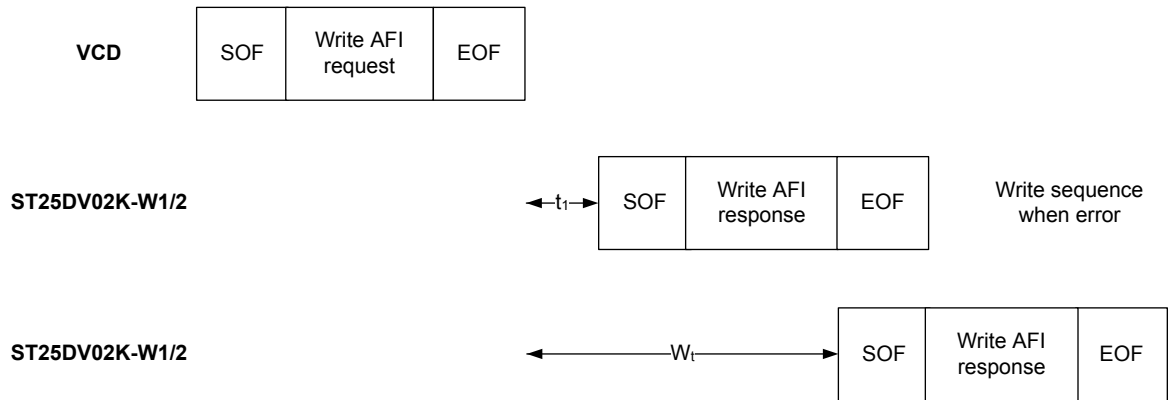 VCD
SOF
Write AFI
request
EOF
ST25DV02K-W1/2
t1
SOF
Write AFI
response
EOF
Write sequence
when error
ST25DV02K-W1/2
Wt
SOF
Write AFI
response
EOF